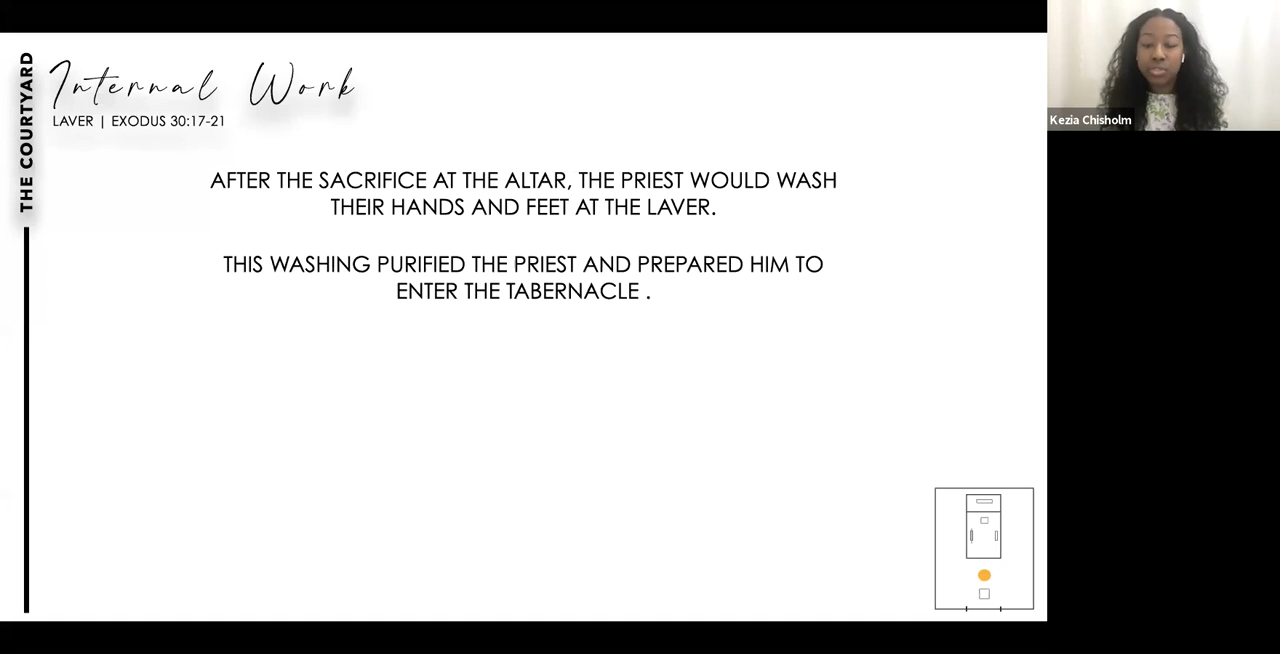 THE COURTYARD
Internal Work
LAVER | EXODUS 30:17-21
AFTER THE SACRIFICE AT THE ALTAR, THE PRIEST WOULD WASH
THEIR HANDS AND FEET AT THE LAVER.
THIS WASHING PURIFIED THE PRIEST AND PREPARED HIM TO
ENTER THE TABERNACLE .
Kezia Chisholm